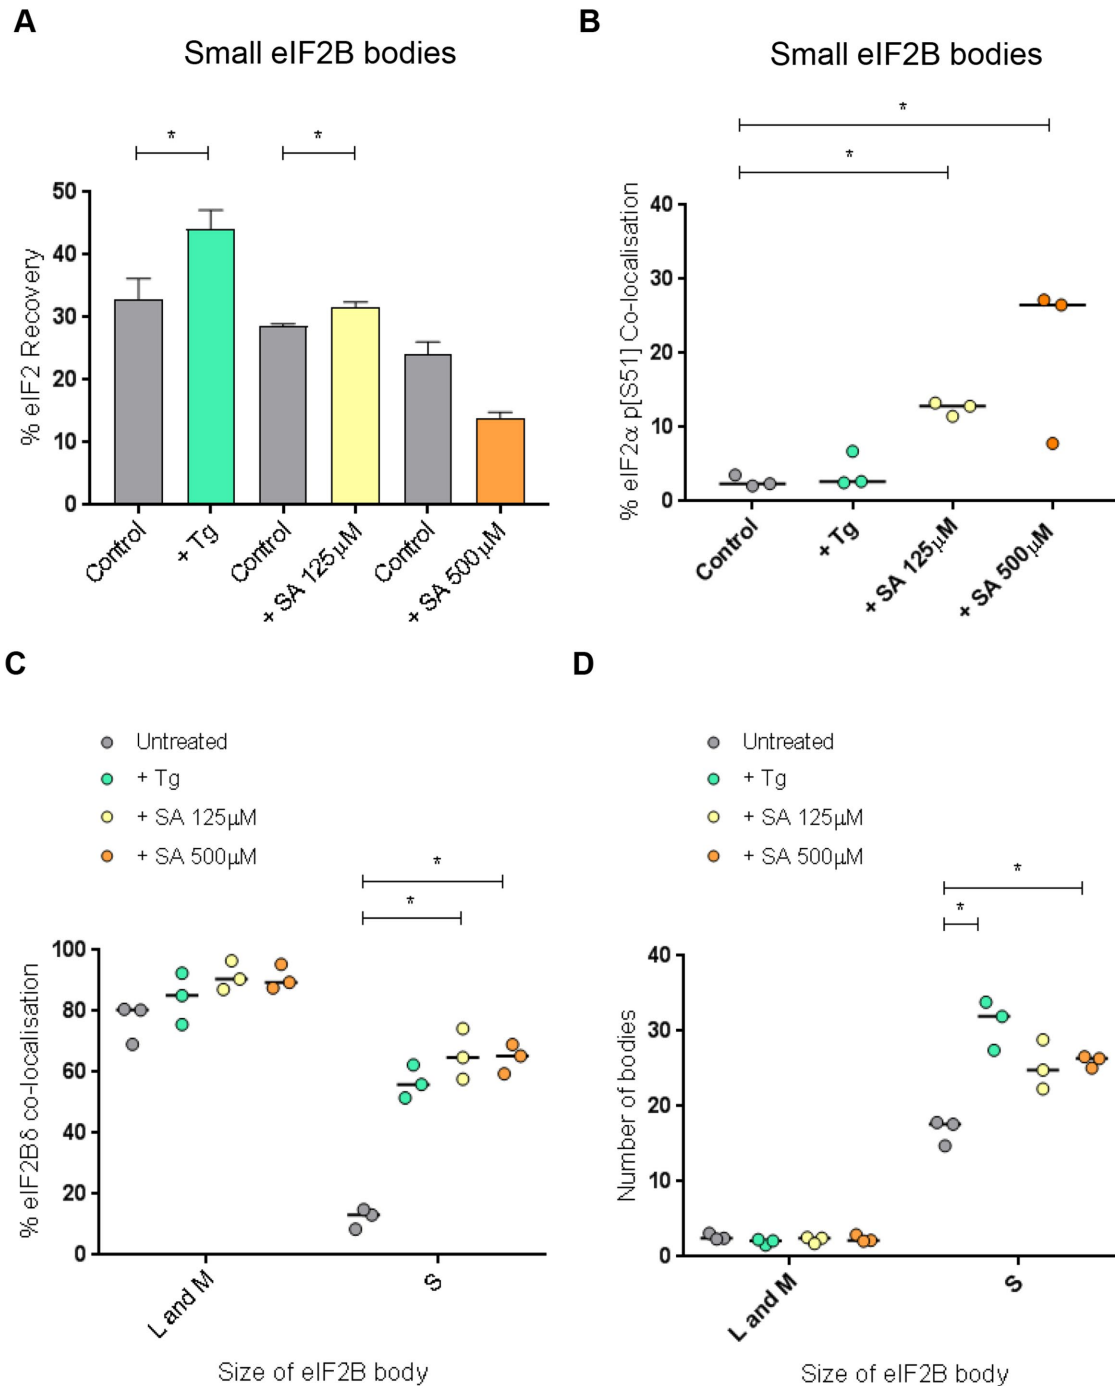 A
Small eIF2B bodies
*
*
% eIF2 Recovery
50
40
30
20
10
0
Control
+ Tg
Control
+ SA 125µM
Control
+ SA 500µM
B
Small eIF2B bodies
*
*
% eIF2α p[S51] Co-localisation
40
30
20
10
0
Control
+ Tg
+ SA 125µM
+ SA 500µM
C
Untreated
+ Tg
+ SA 125µM
+ SA 500µM
*
*
% eIF2Bδ co-localisation
100
80
60
40
20
0
L and M
S
Size of eIF2B body
D
Untreated
+ Tg
+ SA 125µM
+ SA 500µM
*
*
Number of bodies
40
30
20
10
0
L and M
S
Size of eIF2B body